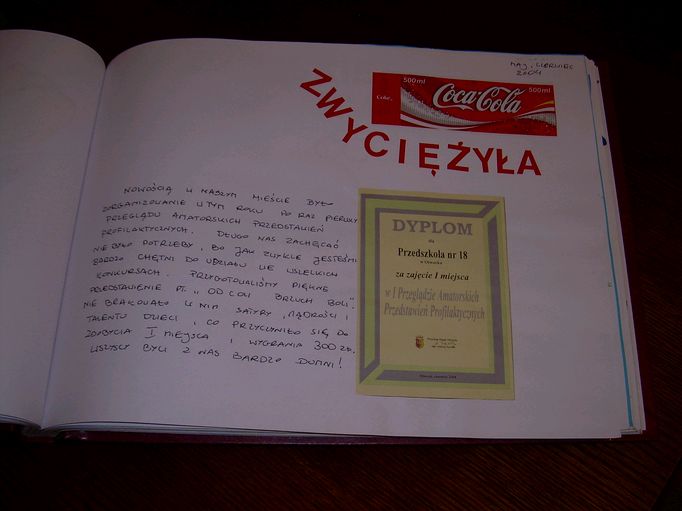 MAJ, CZERWIEC
2004
500ml
500ml
Coke
Coca-Cola
ZWYCIĘŻYŁA
NOWOŚCIĄ W NASZYM MIEŚCIE BYŁO
ZORGANIZOWANIE W TYM ROKU PO RAZ PIERWSZY
PRZEGLĄDU AMATORSKICH PRZEDSTAWIEŃ
PROFILAKTYCZNYCH. DŁUGO NAS ZACHĘCAĆ
NIE BYŁO POTRZEBY, BO JAK ZWYKLE JESTEŚMY
BARDZO CHĘTNI DO UDZIAŁU WE WSZELKICH
KONKURSACH. PRZYGOTOWALIŚMY PIĘKNE
PRZEDSTAWIENIE PT. „OD COLI BRZUCH BOLI".
NIE BRAKOWAŁO W NIM SATYRY, MĄDROŚCI I
TALENTU DZIECI, CO PRZYCZYNIŁO SIĘ DO
ZDOBYCIA I MIEJSCA I WYGRANIA 300 ZŁ.
WSZYSCY BYLI Z NAS BARDZO DUMNI!
DYPLOM
dla
Przedszkola nr 18
w Otwocku
za zajęcie I miejsca
w I Przeglądzie Amatorskich
Przedstawień Profilaktycznych